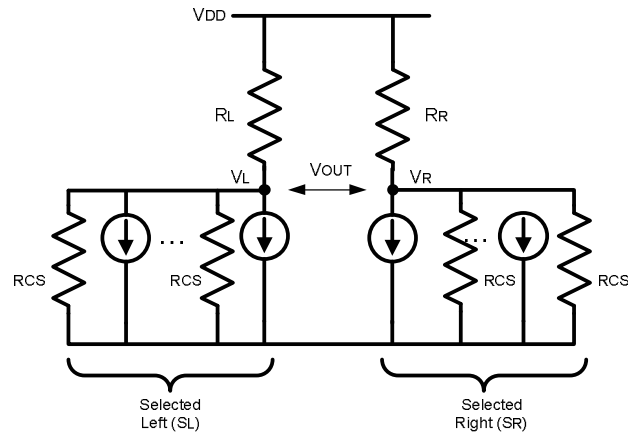 VDD
RL
RR
VL
VOUT
VR
...
...
RCS
RCS
RCS
RCS
Selected
Left (SL)
Selected
Right (SR)